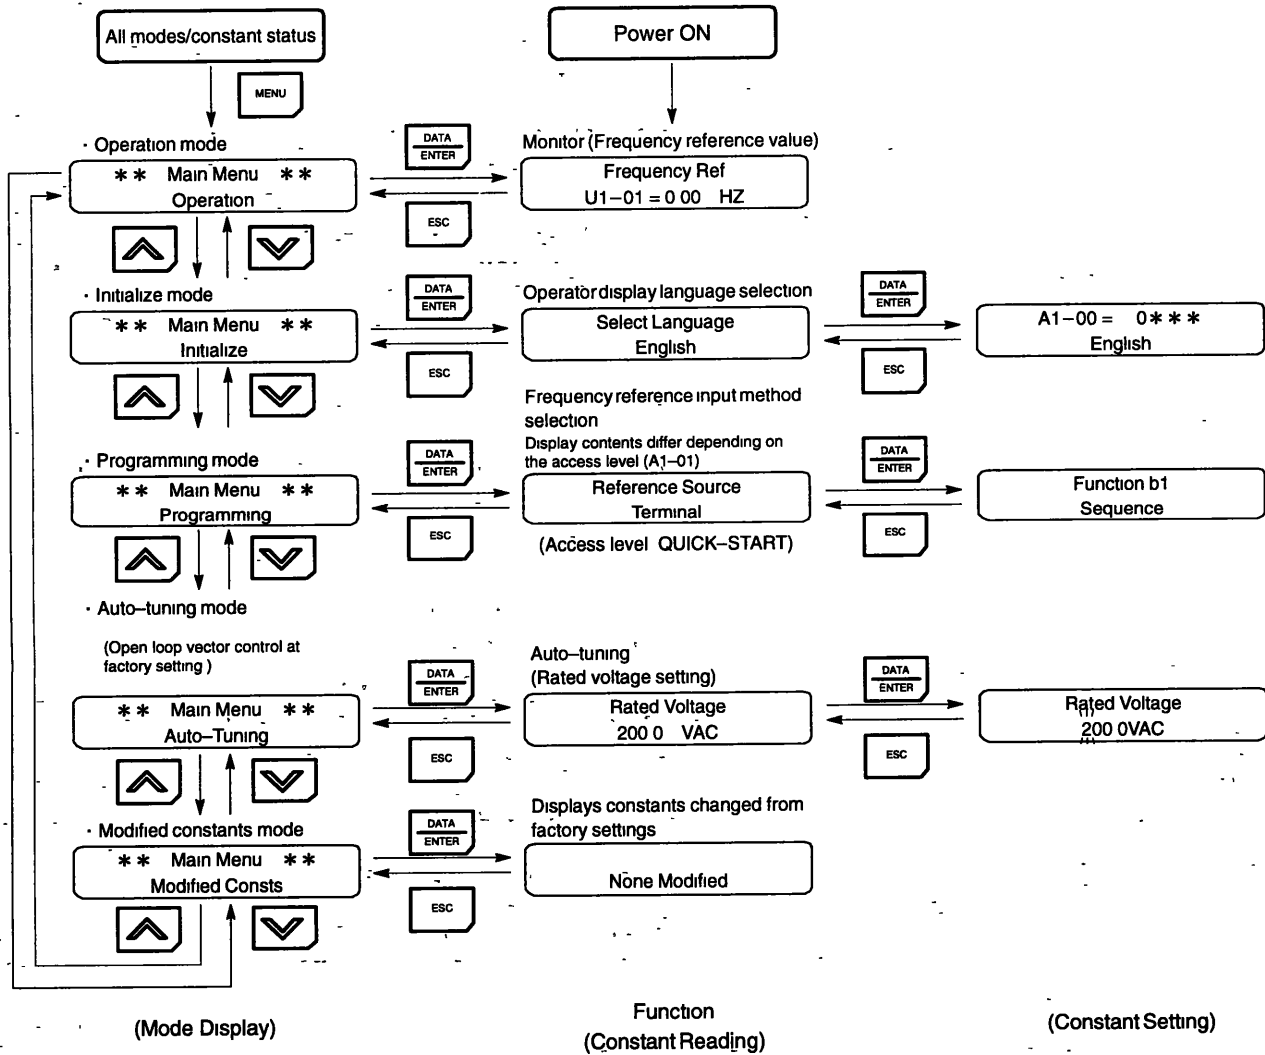 All modes/constant status
Power ON
MENU
· Operation mode
DATA
ENTER
Monitor (Frequency reference value)
** Main Menu **
Operation
Frequency Ref
U1-01 = 0 00 HZ
ESC
· Initialize mode
DATA
ENTER
Operator display language selection
DATA
ENTER
** Main Menu **
Initialize
Select Language
English
A1-00 = 0***
English
ESC
ESC
Frequency reference input method
selection
Display contents differ depending on
the access level (A1-01)
· Programming mode
DATA
ENTER
DATA
ENTER
** Main Menu **
Programming
Reference Source
Terminal
Function b1
Sequence
ESC
ESC
(Access level QUICK-START)
· Auto-tuning mode
(Open loop vector control at
factory setting )
Auto-tuning
(Rated voltage setting)
DATA
ENTER
DATA
ENTER
** Main Menu **
Auto-Tuning
Rated Voltage
200 0 VAC
Rated Voltage
200 0VAC
ESC
ESC
· Modified constants mode
DATA
ENTER
Displays constants changed from
factory settings
** Main Menu **
Modified Consts
None Modified
ESC
(Mode Display)
Function
(Constant Reading)
(Constant Setting)